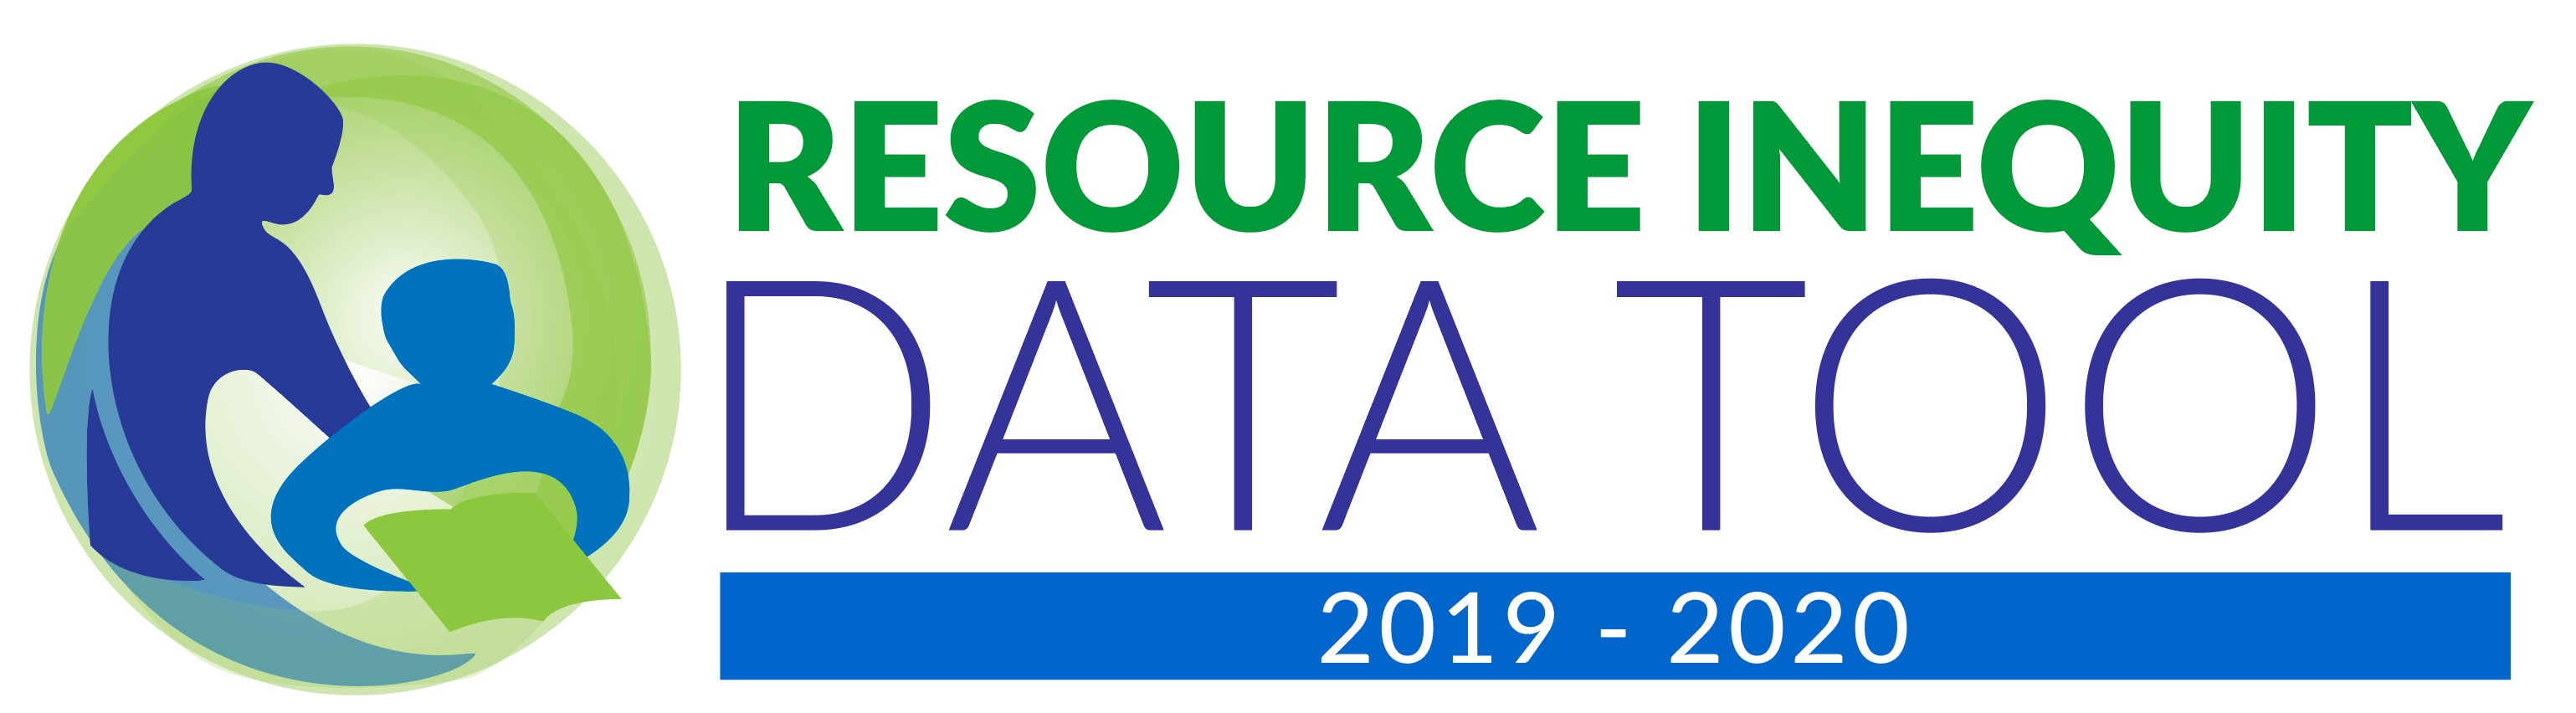 RESOURCE INEQUITY
DATA TOOL
2019 - 2020